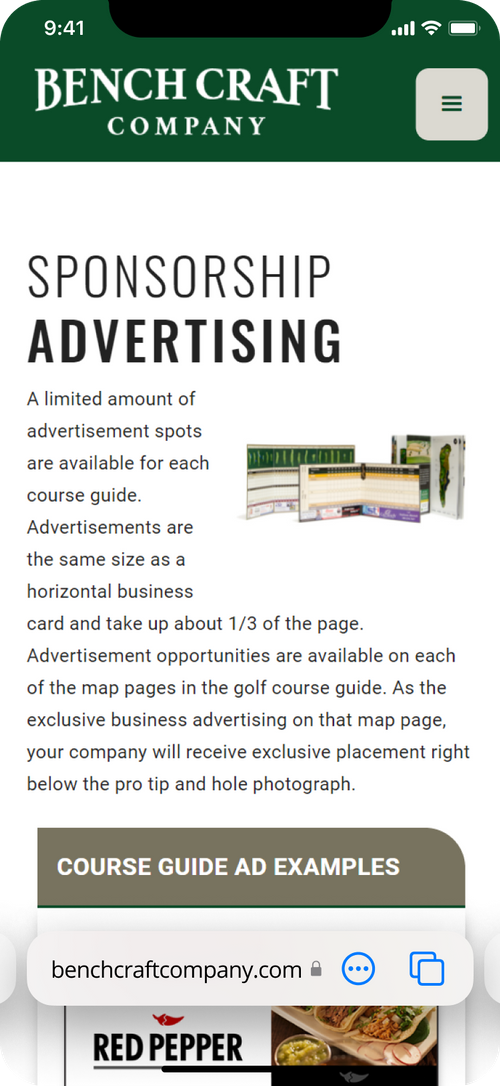 9:41
BENCH CRAFT
COMPANY
SPONSORSHIP
ADVERTISING
A limited amount of
advertisement spots
are available for each
course guide.
Advertisements are
the same size as a
horizontal business
card and take up about 1/3 of the page.
Advertisement opportunities are available on each
of the map pages in the golf course guide. As the
exclusive business advertising on that map page,
your company will receive exclusive placement right
below the pro tip and hole photograph.
COURSE GUIDE AD EXAMPLES
benchcraftcompany.com
RED PEPPER